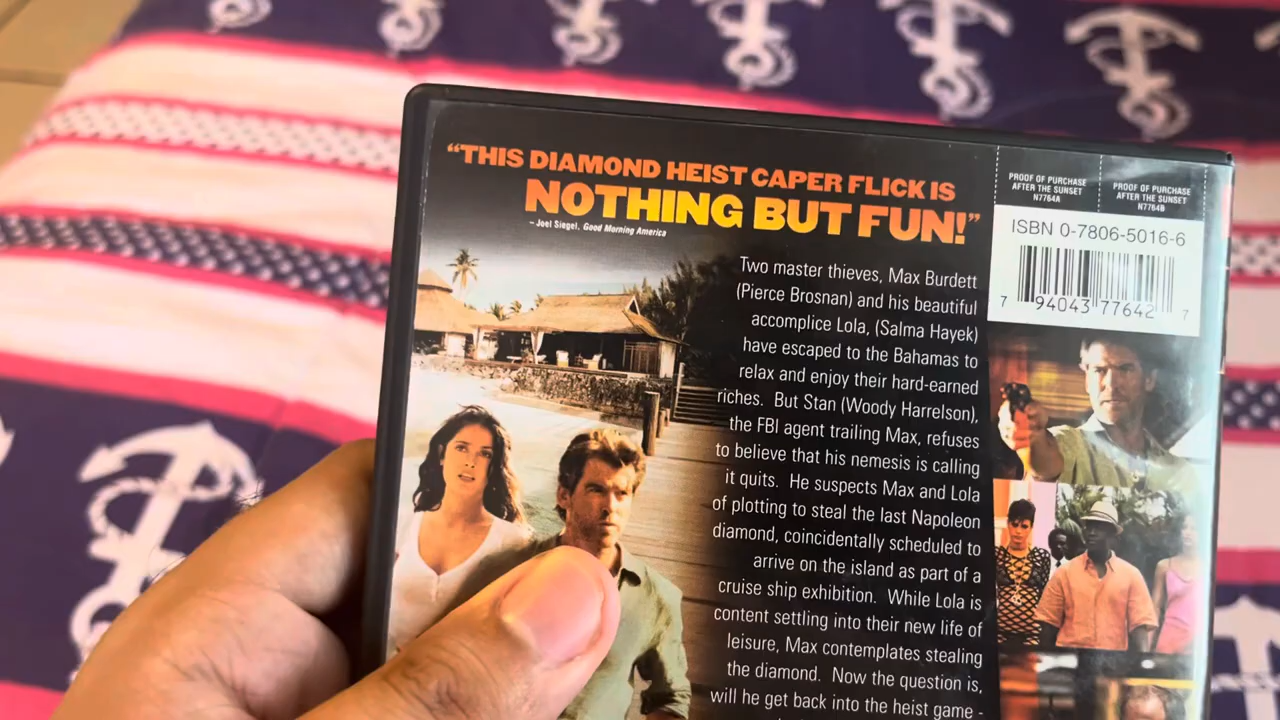 “THIS DIAMOND HEIST CAPER FLICK IS
NOTHING BUT FUN!”
– Joel Siegel, Good Morning America
PROOF OF PURCHASE
AFTER THE SUNSET
N7764A
PROOF OF PURCHASE
AFTER THE SUNSET
N7764B
ISBN 0-7806-5016-6
7 94043 77642 7
Two master thieves, Max Burdett
(Pierce Brosnan) and his beautiful
accomplice Lola, (Salma Hayek)
have escaped to the Bahamas to
relax and enjoy their hard-earned
riches. But Stan (Woody Harrelson),
the FBI agent trailing Max, refuses
to believe that his nemesis is calling
it quits. He suspects Max and Lola
of plotting to steal the last Napoleon
diamond, coincidentally scheduled to
arrive on the island as part of a
cruise ship exhibition. While Lola is
content settling into their new life of
leisure, Max contemplates stealing
the diamond. Now the question is,
will he get back into the heist game -